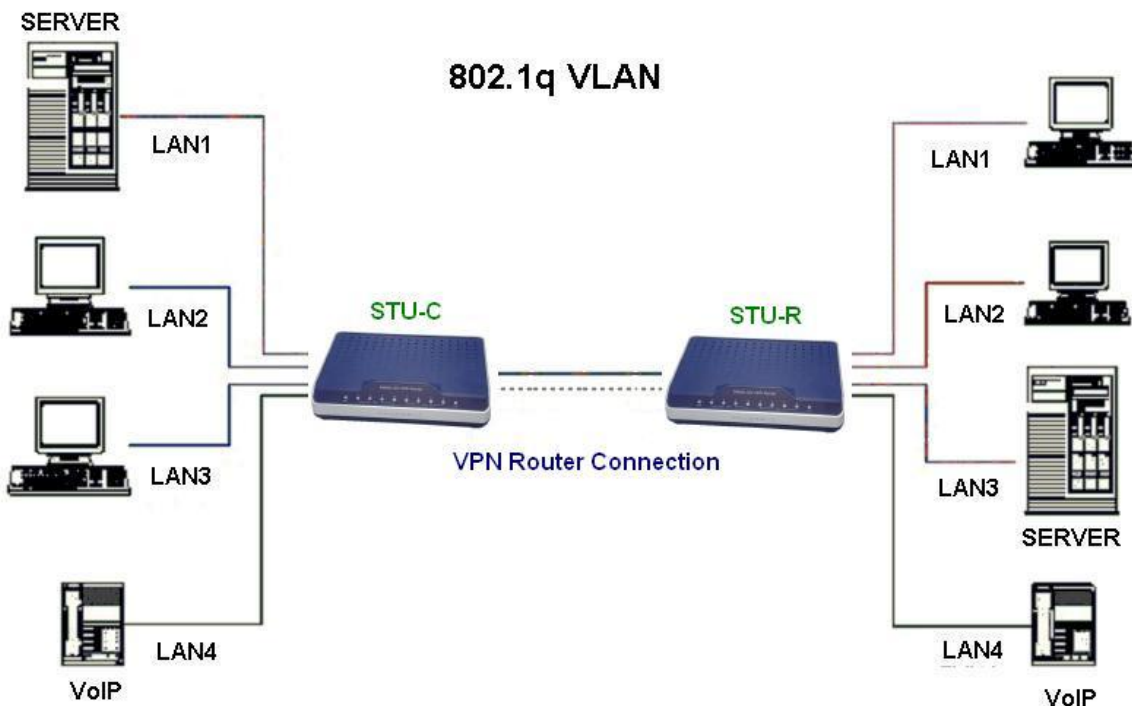 SERVER
802.1q VLAN
LAN1
LAN1
STU-C
STU-R
LAN2
LAN2
VPN Router Connection
LAN3
LAN3
SERVER
LAN4
LAN4
VoIP
VoIP